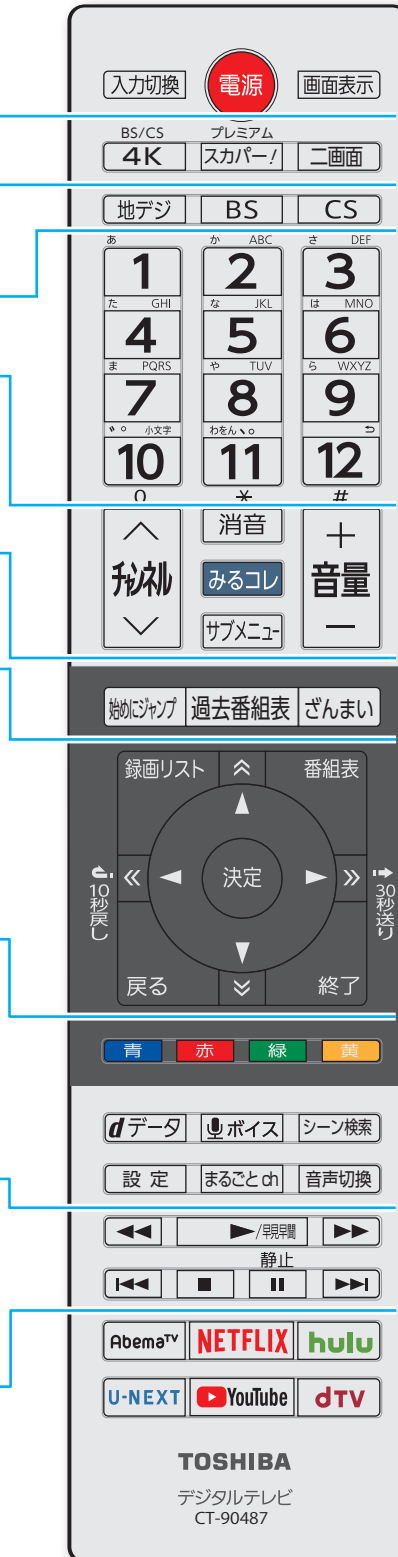 入力切換 電源 画面表示
BS/CS プレミアム
4K スカパー! 二画面
地デジ BS CS
あ か ABC さ DEF
1 2 3
た GHI な JKL は MNO
4 5 6
ま PQRS や TUV ら WXYZ
7 8 9
゛゜ 小文字 わをん、。
10 11 12
0 * #
消音
チャンネル みるコレ + 音量 -
サブメニュー
始めにジャンプ 過去番組表 ざんまい
録画リスト 番組表
10秒戻し 決定 30秒送り
戻る 終了
青 赤 緑 黄
dデータ ボイス シーン検索
設定 まるごとch 音声切換
/早見早聞
静止
AbemaTV NETFLIX hulu
U-NEXT YouTube dTV
TOSHIBA
デジタルテレビ
CT-90487